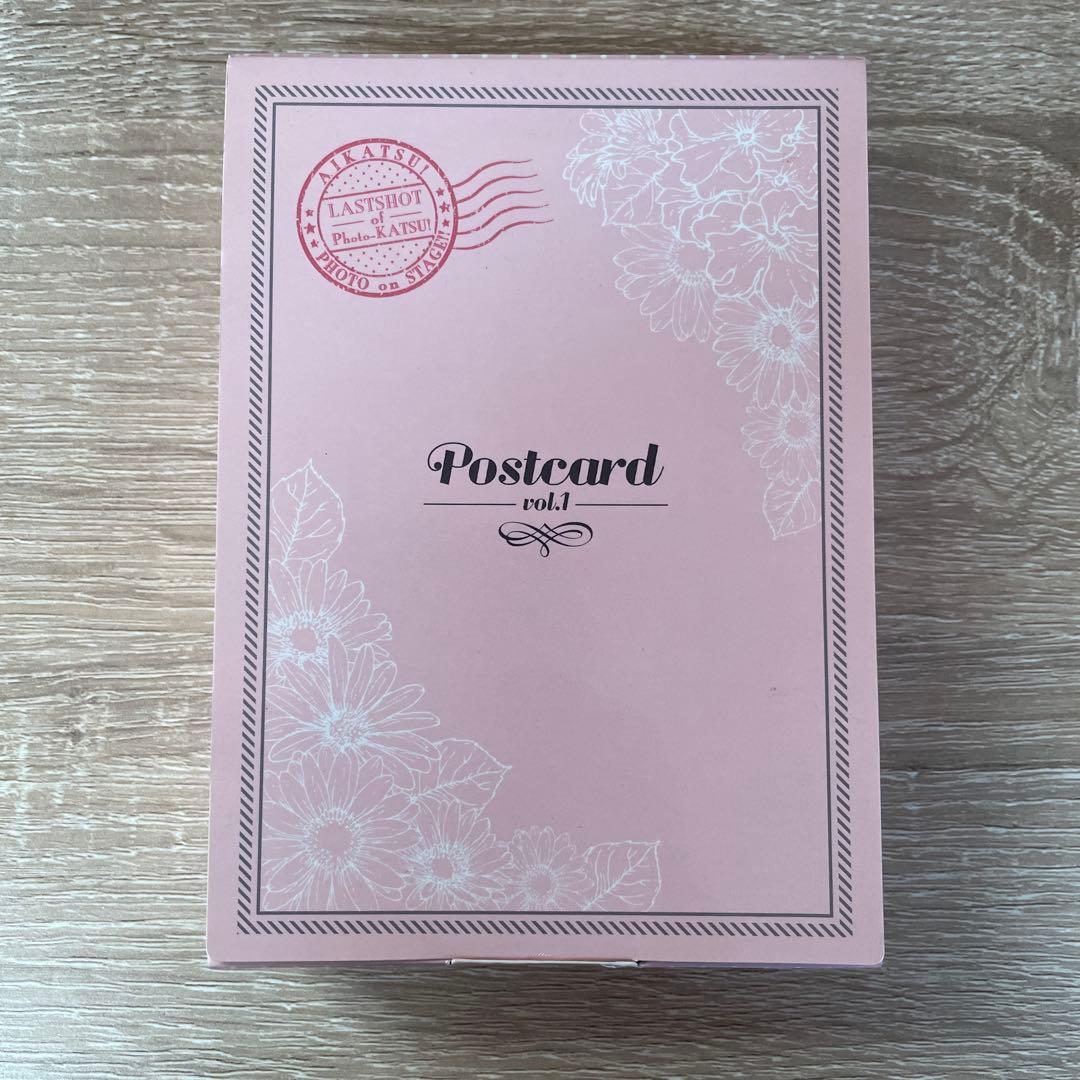 AIKATSU!
LASTSHOT
of
Photo-KATSU!
PHOTO on STAGE!!
Postcard
vol.1